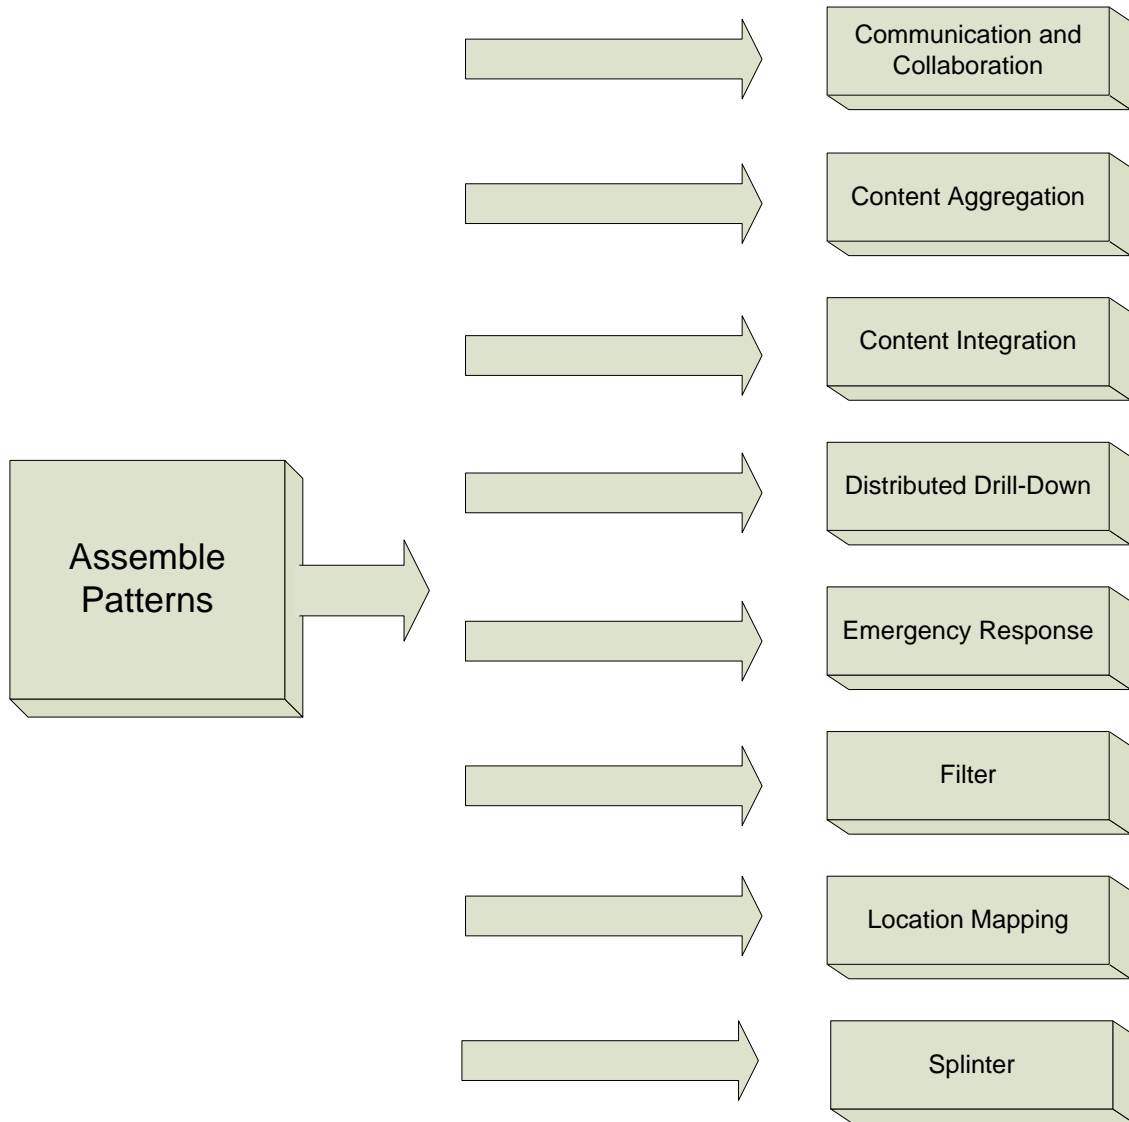 Communication and
Collaboration
Content Aggregation
Content Integration
Distributed Drill-Down
Assemble
Patterns
Emergency Response
Filter
Location Mapping
Splinter